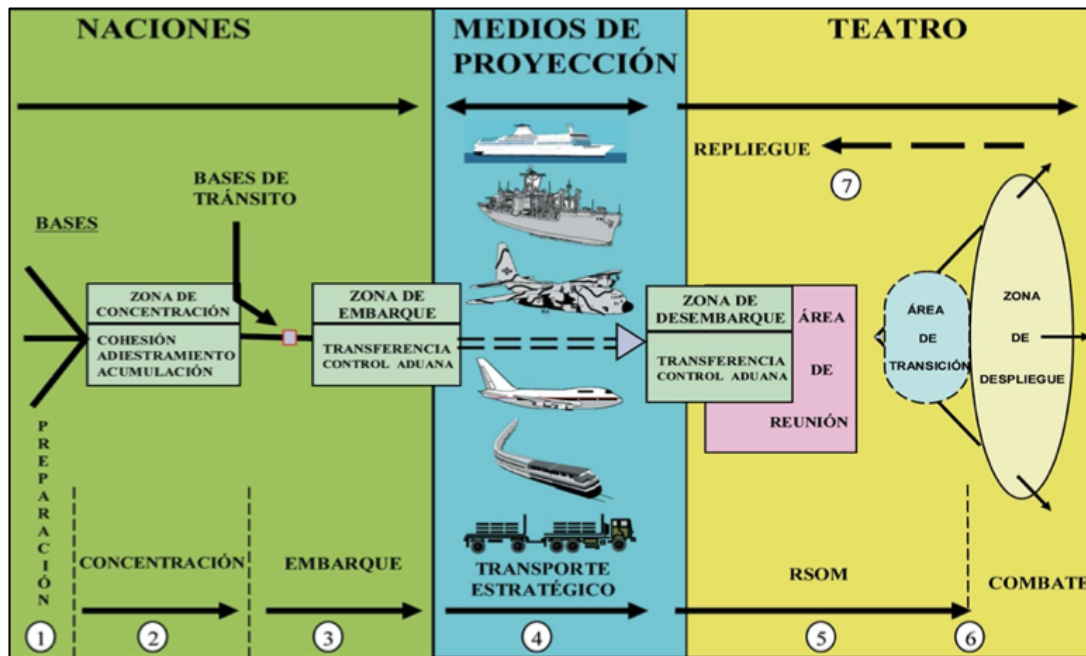 NACIONES
MEDIOS DE
PROYECCIÓN
TEATRO
REPLIEGUE
7
BASES DE
TRÁNSITO
BASES
ZONA DE
CONCENTRACIÓN
COHESIÓN
ADIESTRAMIENTO
ACUMULACIÓN
ZONA DE
EMBARQUE
TRANSFERENCIA
CONTROL ADUANA
ZONA DE
DESEMBARQUE
TRANSFERENCIA
CONTROL ADUANA
ÁREA
DE
REUNIÓN
ÁREA
DE
TRANSICIÓN
ZONA
DE
DESPLIEGUE
PREPARACIÓN
CONCENTRACIÓN
EMBARQUE
TRANSPORTE
ESTRATÉGICO
RSOM
COMBATE
1
2
3
4
5
6